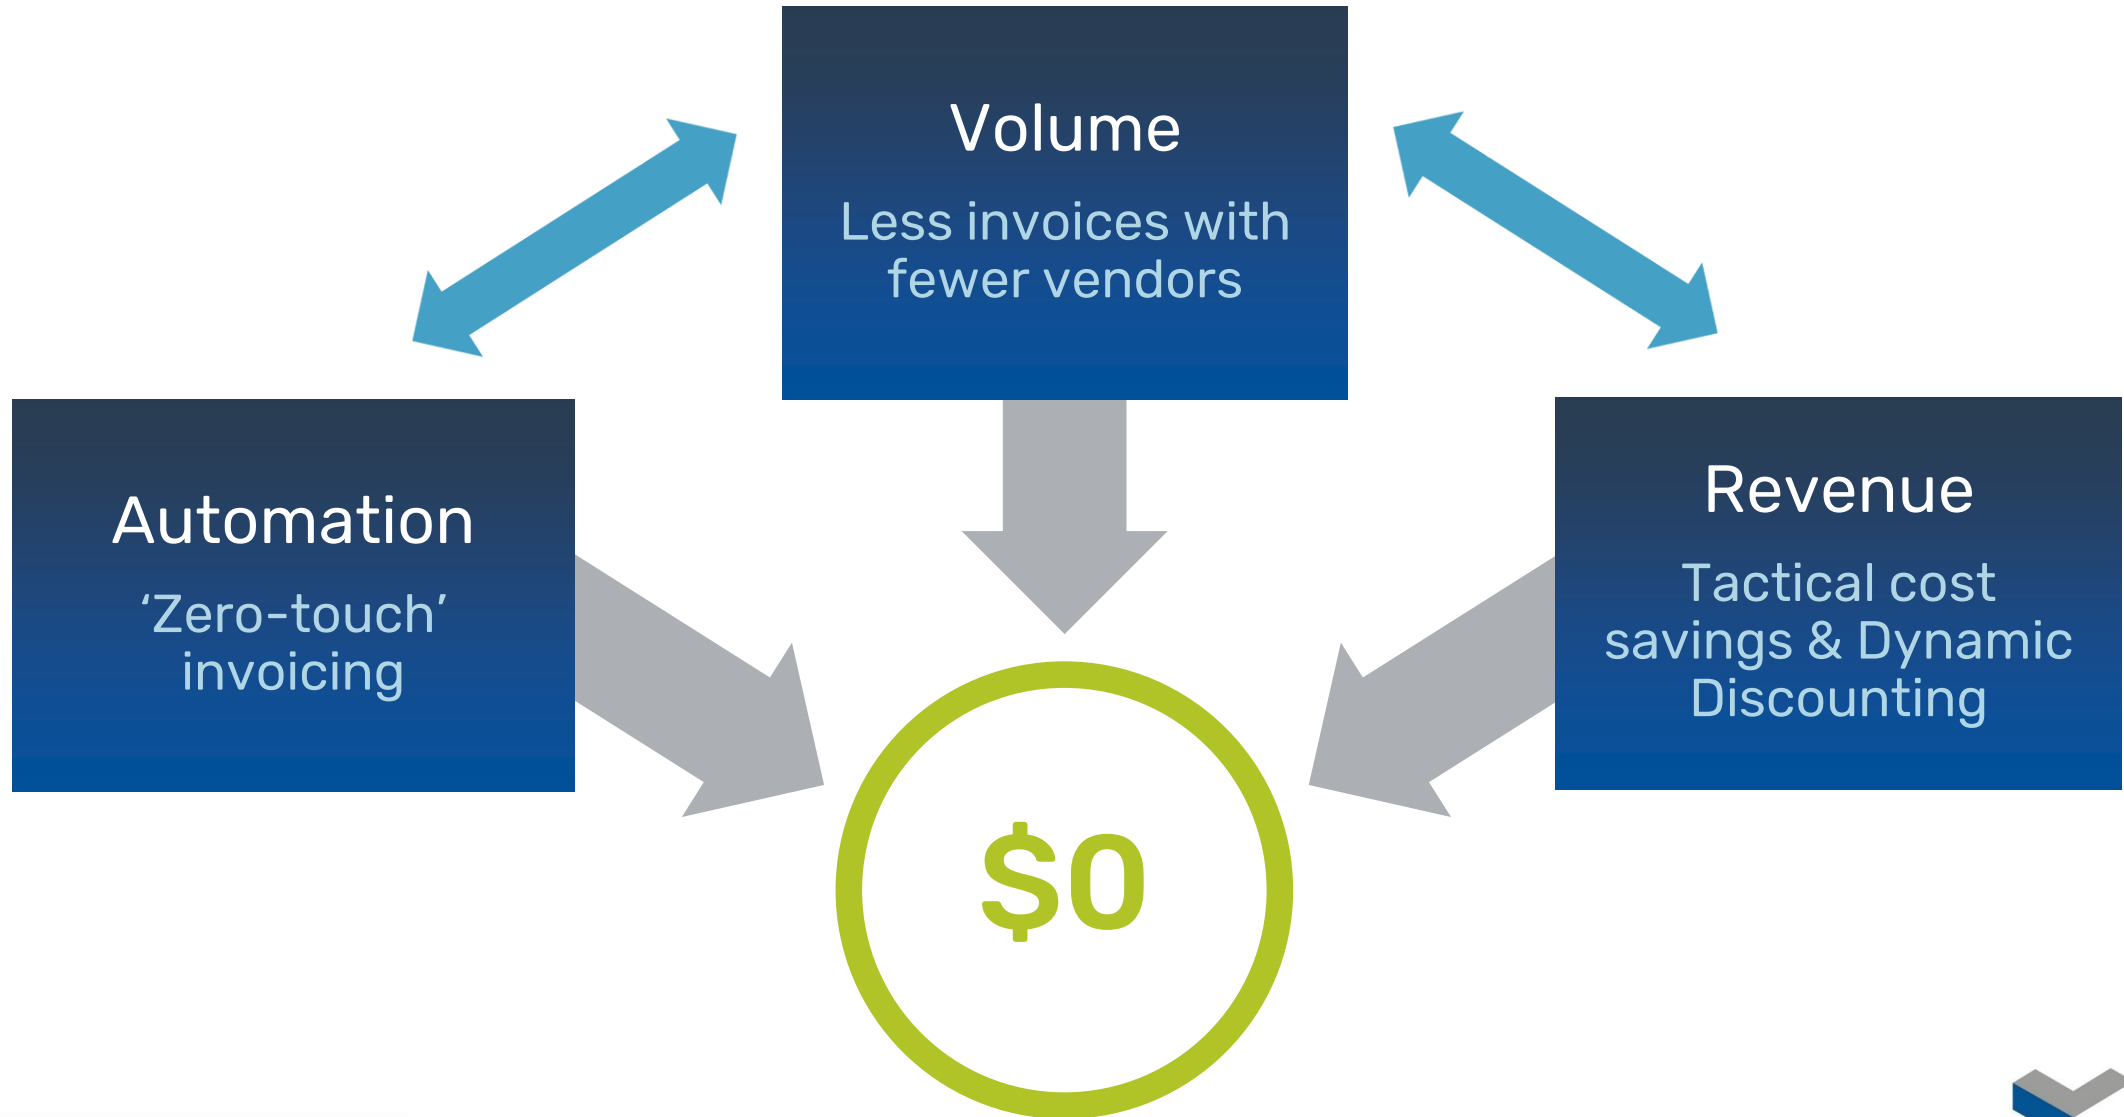 Volume
Less invoices with
fewer vendors
Automation
‘Zero-touch’
invoicing
Revenue
Tactical cost
savings & Dynamic
Discounting
$0